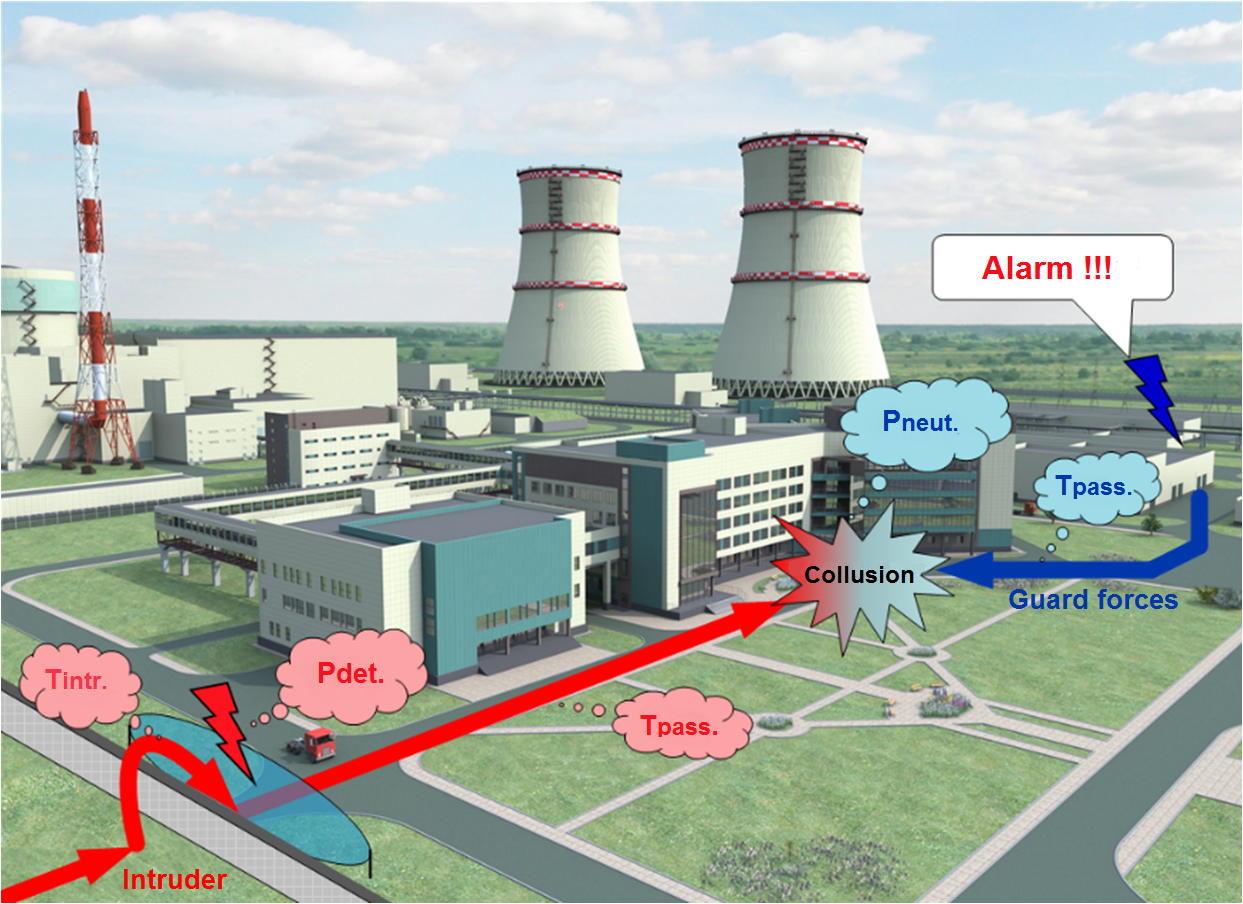 Alarm !!!
Pneut.
Tpass.
Collusion
Guard forces
Tintr.
Pdet.
Tpass.
Intruder